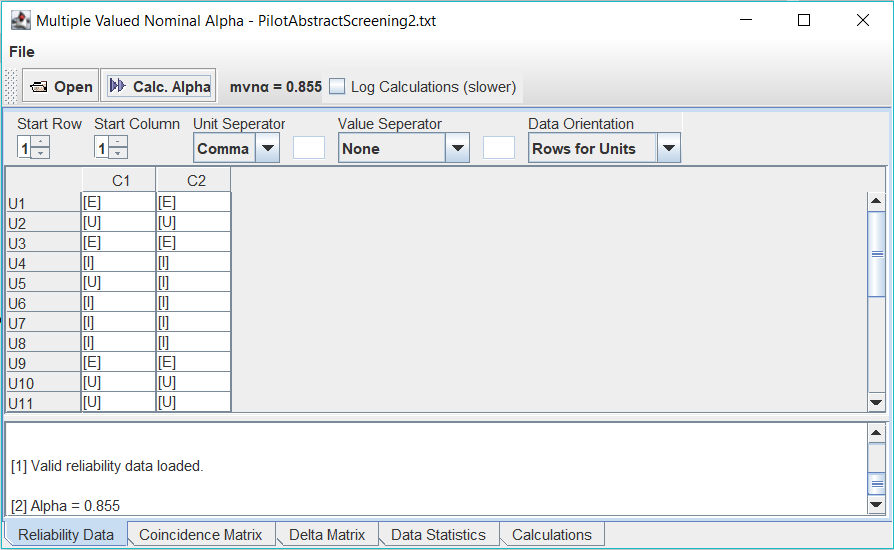 Multiple Valued Nominal Alpha - PilotAbstractScreening2.txt
File
Open Calc. Alpha mvnα = 0.855 Log Calculations (slower)
Start Row Start Column Unit Seperator Value Seperator Data Orientation
1 1 Comma None Rows for Units
C1 C2
U1 [E] [E]
U2 [U] [U]
U3 [E] [E]
U4 [I] [I]
U5 [U] [I]
U6 [I] [I]
U7 [I] [I]
U8 [I] [I]
U9 [E] [E]
U10 [U] [U]
U11 [U] [U]
[1] Valid reliability data loaded.
[2] Alpha = 0.855
Reliability Data Coincidence Matrix Delta Matrix Data Statistics Calculations